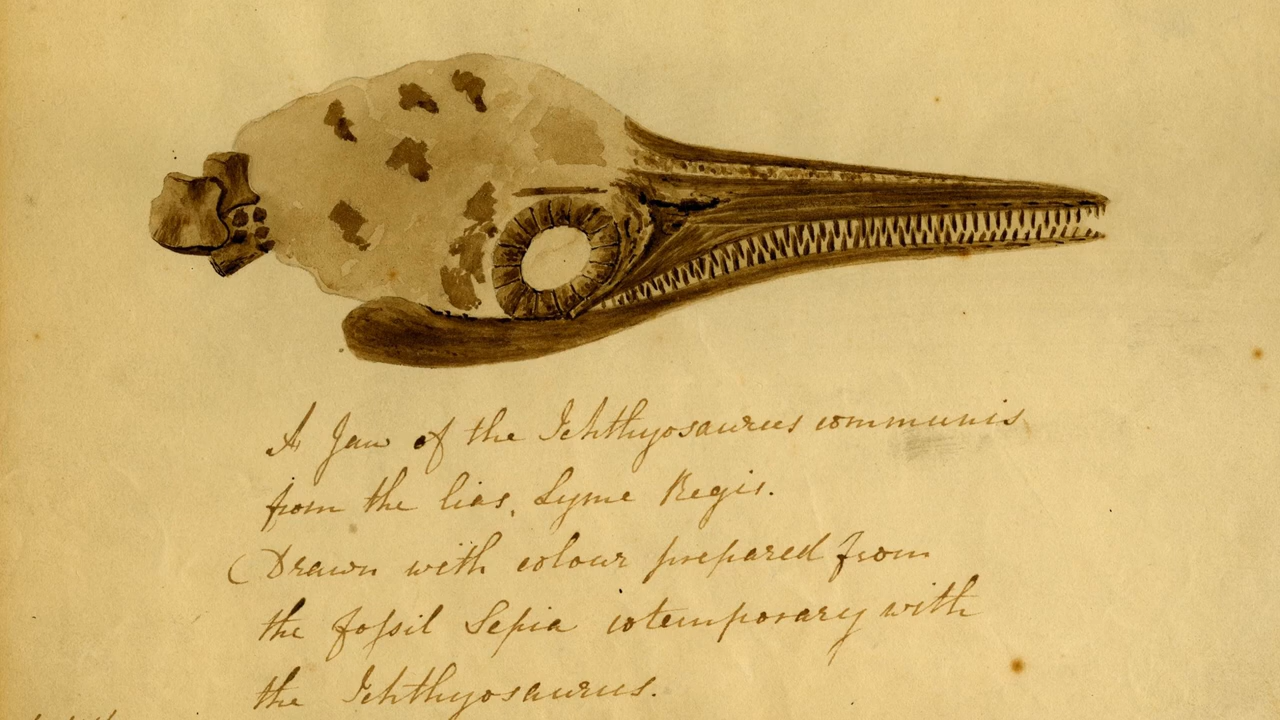 A Jaw of the Ichthyosaurus communis
from the lias, Lyme Regis.
(Drawn with colour prepared from
the foſsil Sepia cotemporary with
the Ichthyosaurus.